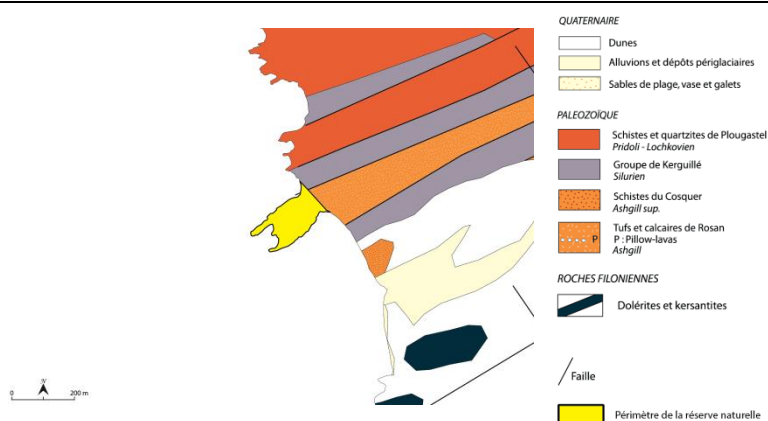 QUATERNAIRE
Dunes
Alluvions et dépôts périglaciaires
Sables de plage, vase et galets
PALEOZOÏQUE
Schistes et quartzites de Plougastel
Pridoli - Lochkovien
Groupe de Kerguillé
Silurien
Schistes du Cosquer
Ashgill sup.
Tufs et calcaires de Rosan
P P : Pillow-lavas
Ashgill
ROCHES FILONIENNES
Dolérites et kersantites
Faille
Périmètre de la réserve naturelle
N
0 200 m